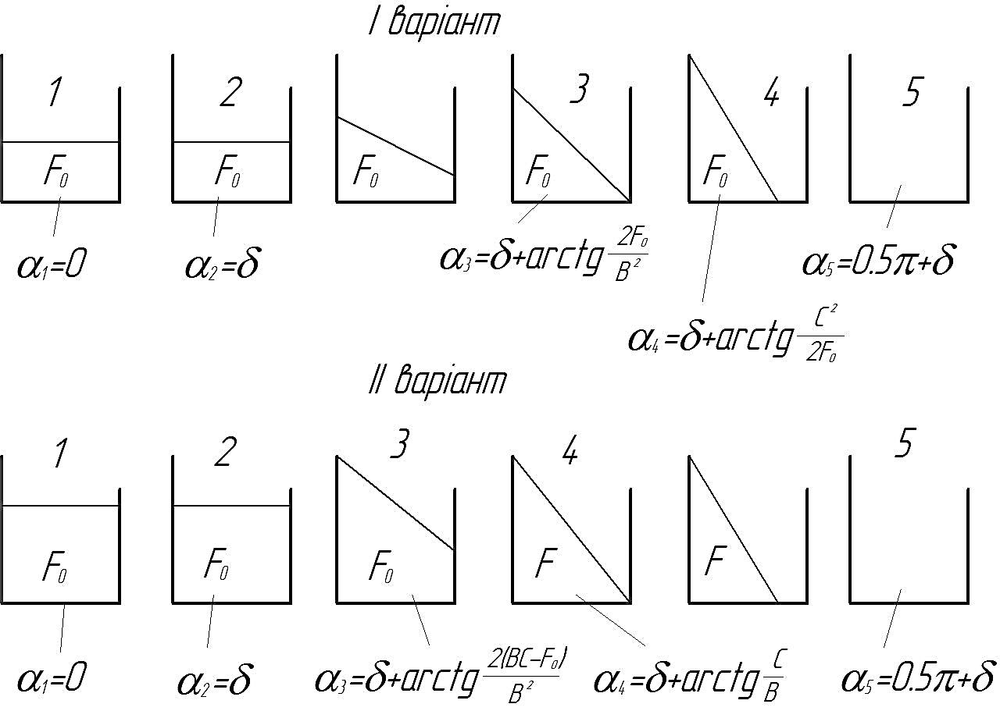 I варіант
1 2 3 4 5
F₀ F₀ F₀ F₀ F₀
α₁=0 α₂=δ α₃=δ+arctg 2F₀/B² α₅=0.5π+δ
α₄=δ+arctg C²/2F₀
II варіант
1 2 3 4 5
F₀ F₀ F₀ F F
α₁=0 α₂=δ α₃=δ+arctg 2(BC-F₀)/B² α₄=δ+arctg C/B α₅=0.5π+δ